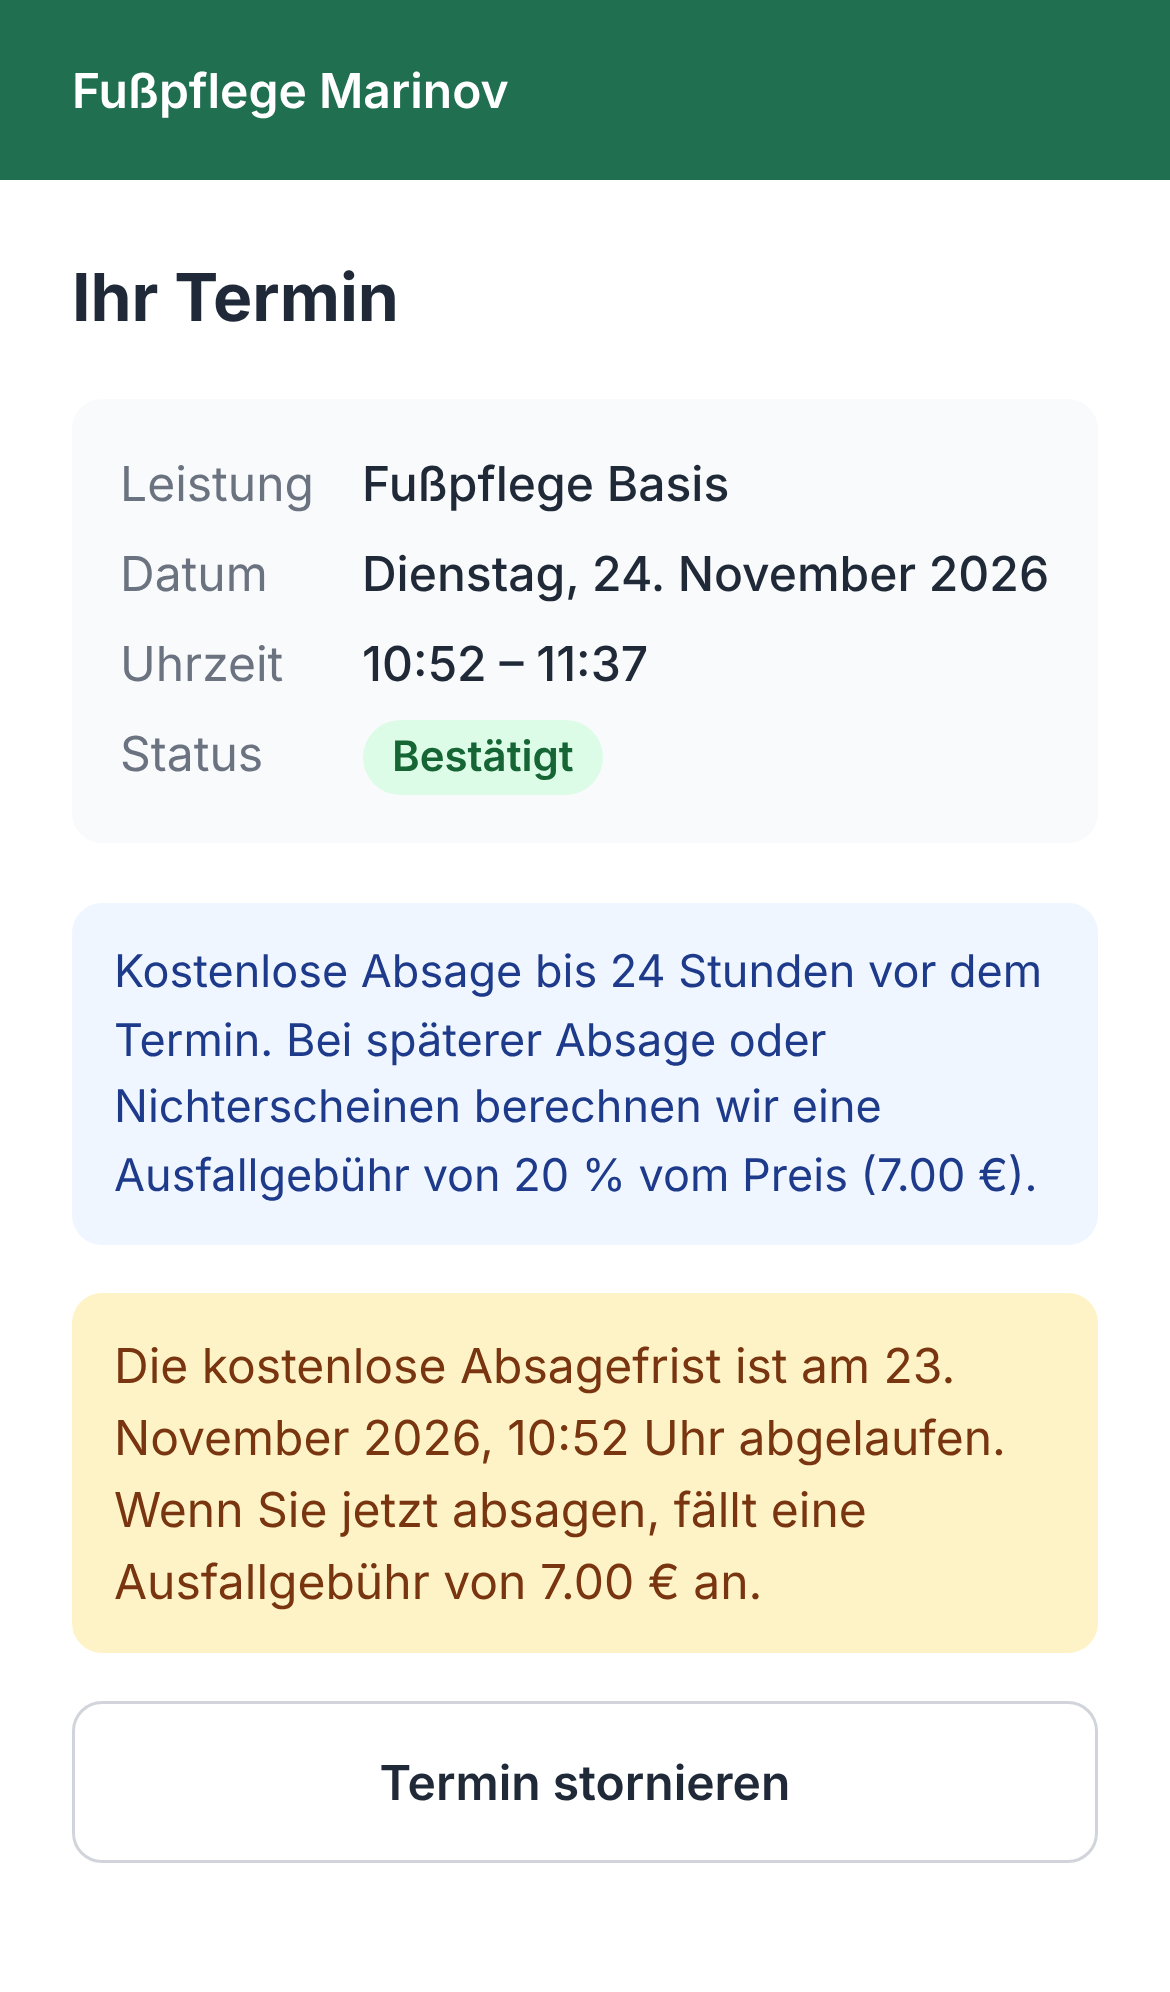 Fußpflege Marinov
Ihr Termin
Leistung Fußpflege Basis
Datum Dienstag, 24. November 2026
Uhrzeit 10:52 – 11:37
Status Bestätigt
Kostenlose Absage bis 24 Stunden vor dem
Termin. Bei späterer Absage oder
Nichterscheinen berechnen wir eine
Ausfallgebühr von 20 % vom Preis (7.00 €).
Die kostenlose Absagefrist ist am 23.
November 2026, 10:52 Uhr abgelaufen.
Wenn Sie jetzt absagen, fällt eine
Ausfallgebühr von 7.00 € an.
Termin stornieren